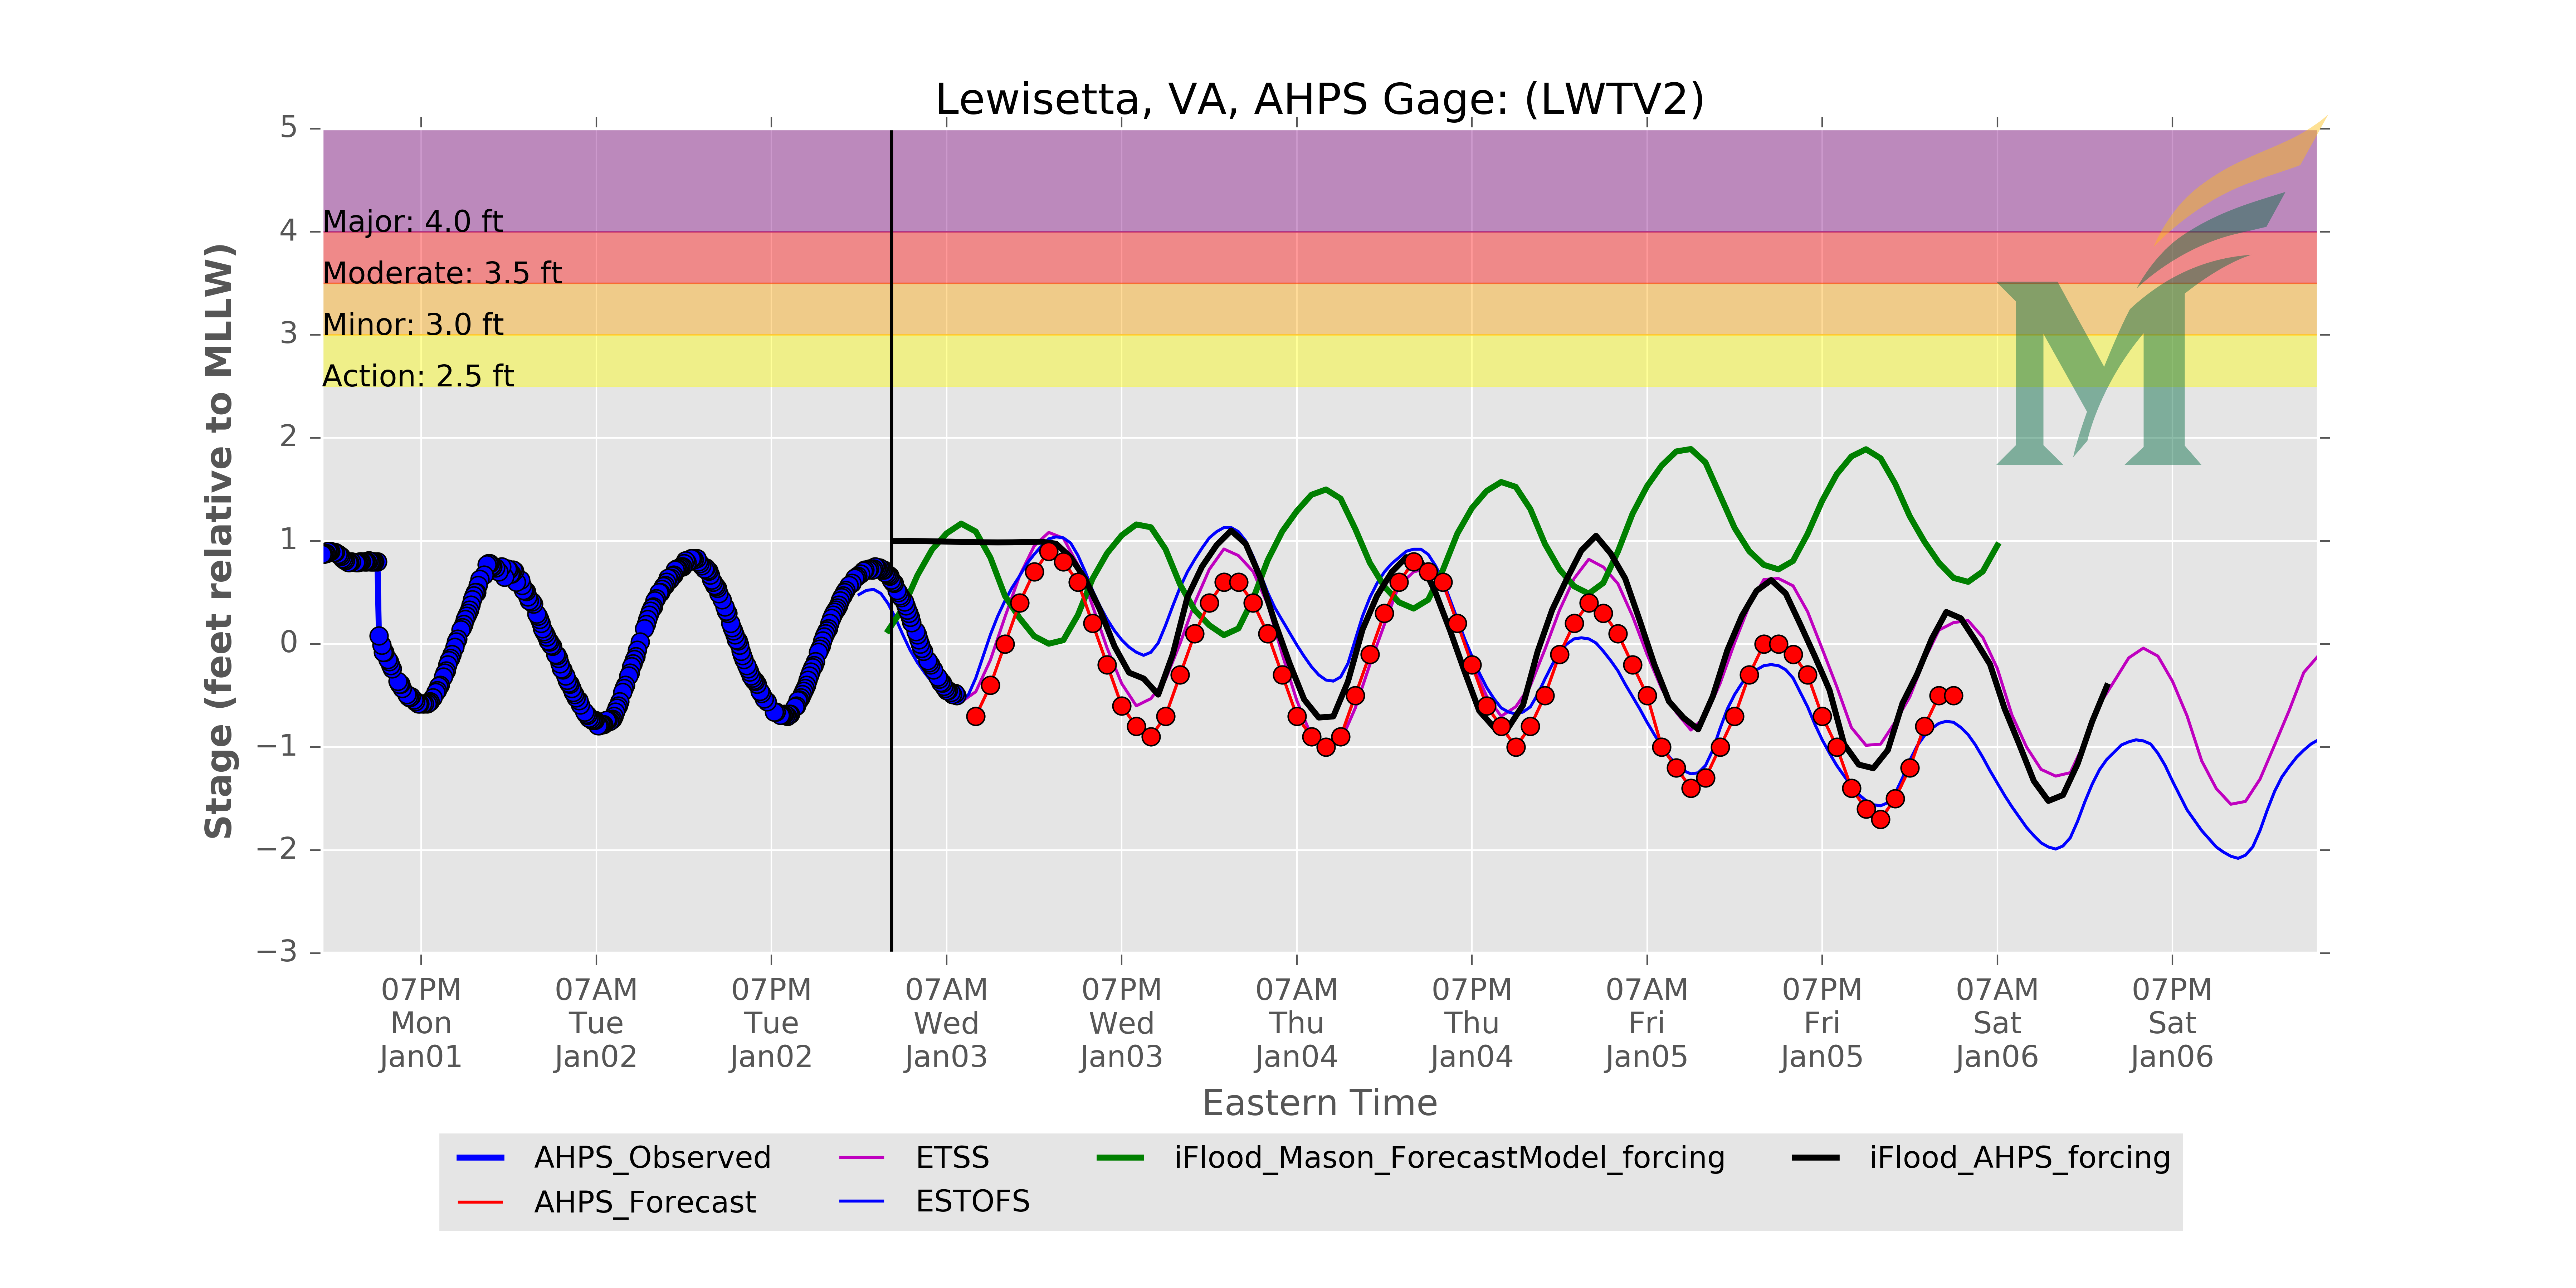 Lewisetta, VA, AHPS Gage: (LWTV2)
Stage (feet relative to MLLW)
5
4
3
2
1
0
−1
−2
−3
Major: 4.0 ft
Moderate: 3.5 ft
Minor: 3.0 ft
Action: 2.5 ft
M
07PM 07AM 07PM 07AM 07PM 07AM 07PM 07AM 07PM 07AM 07PM
Mon Tue Tue Wed Wed Thu Thu Fri Fri Sat Sat
Jan01 Jan02 Jan02 Jan03 Jan03 Jan04 Jan04 Jan05 Jan05 Jan06 Jan06
Eastern Time
AHPS_Observed ETSS iFlood_Mason_ForecastModel_forcing iFlood_AHPS_forcing
AHPS_Forecast ESTOFS